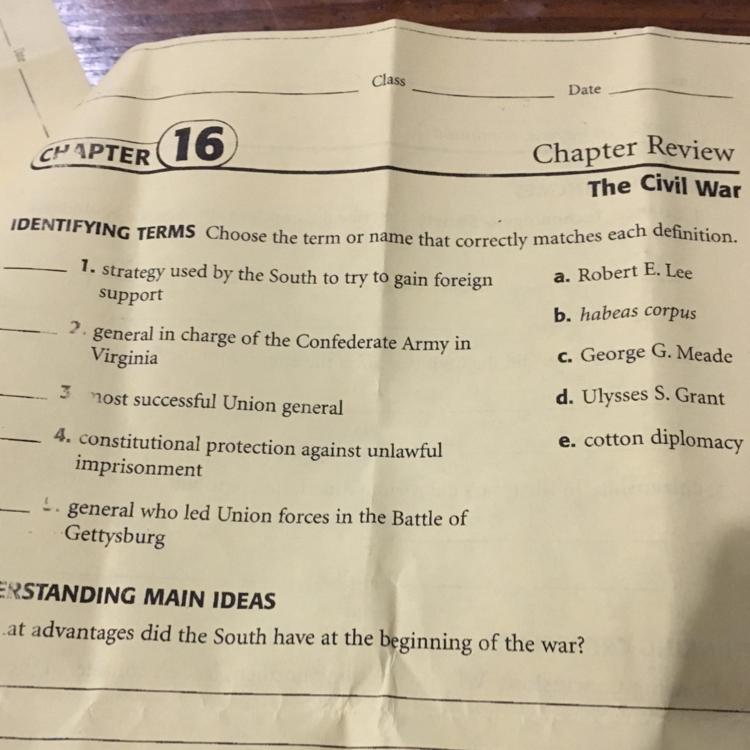 Date
Class Date
CHAPTER 16
Chapter Review
The Civil War
IDENTIFYING TERMS Choose the term or name that correctly matches each definition.
1. strategy used by the South to try to gain foreign
support
2. general in charge of the Confederate Army in
Virginia
3 most successful Union general
4. constitutional protection against unlawful
imprisonment
general who led Union forces in the Battle of
Gettysburg
a. Robert E. Lee
b. habeas corpus
c. George G. Meade
d. Ulysses S. Grant
e. cotton diplomacy
ERSTANDING MAIN IDEAS
at advantages did the South have at the beginning of the war?